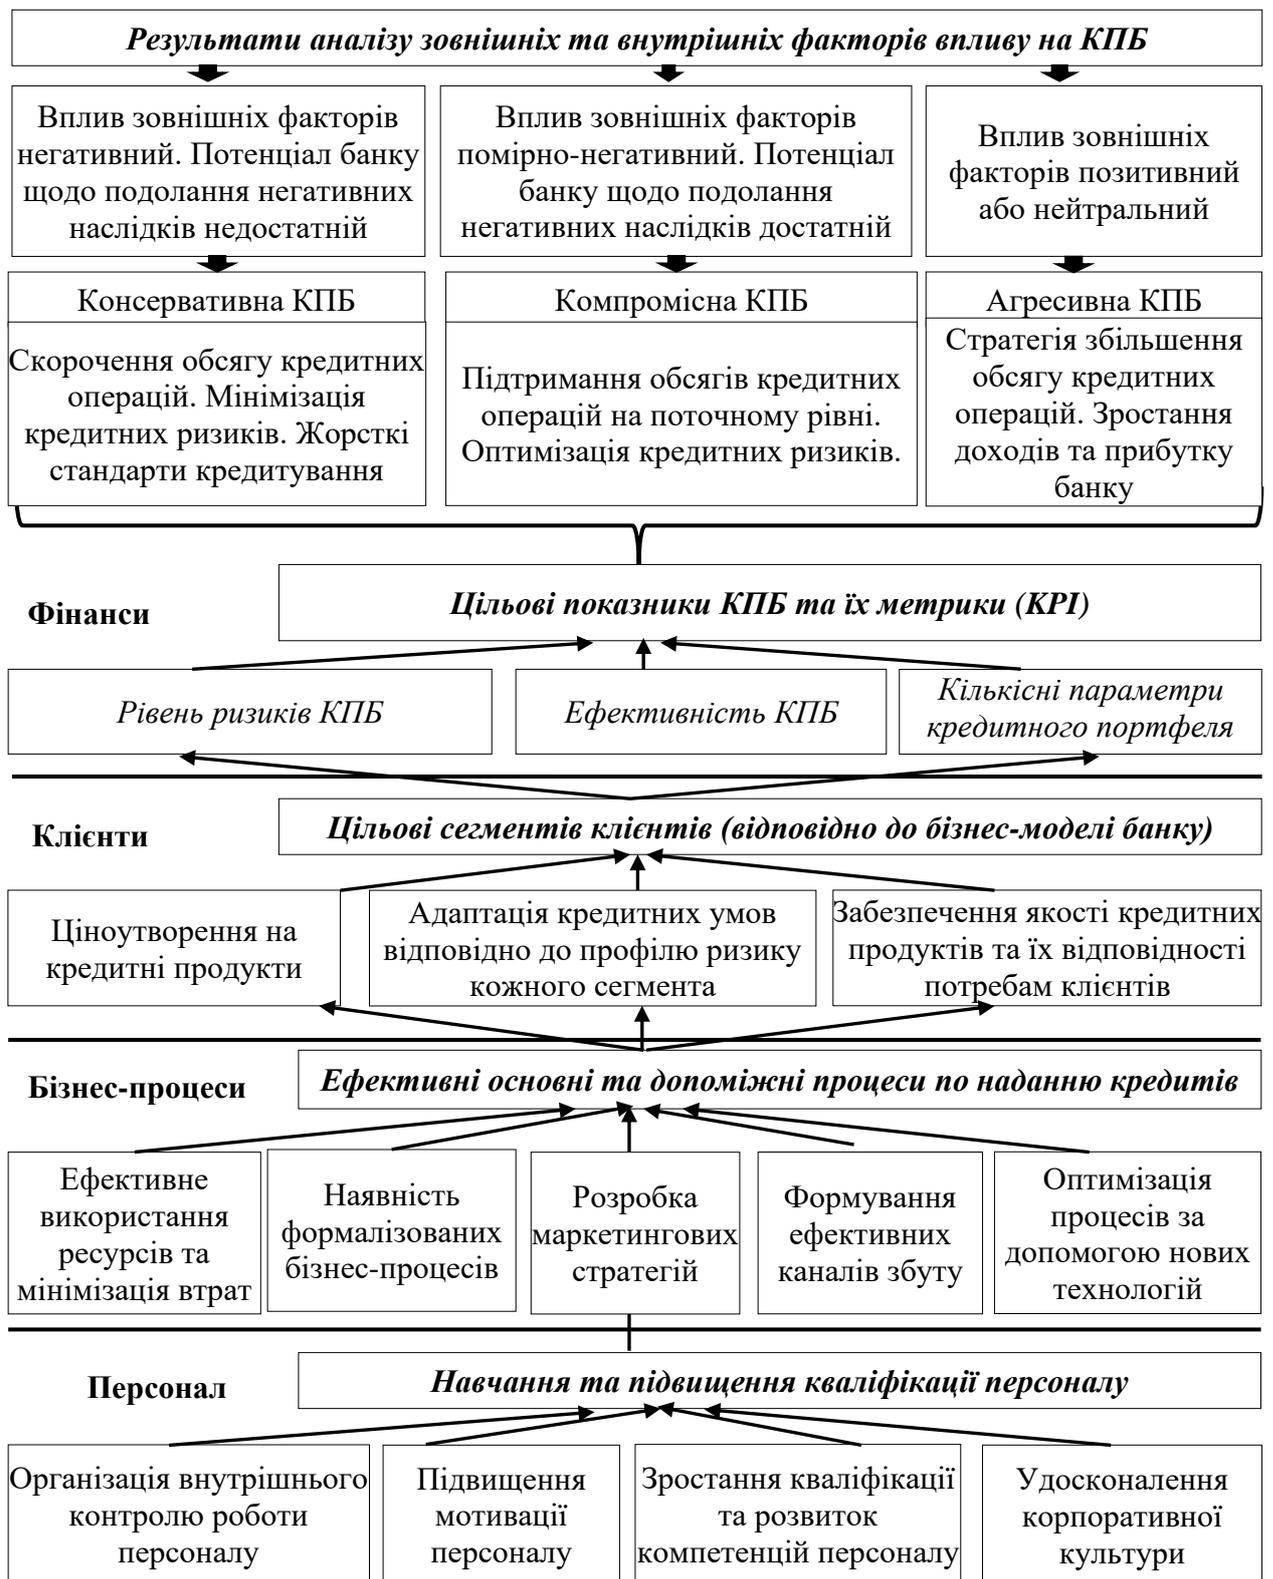 Результати аналізу зовнішніх та внутрішніх факторів впливу на КПБ
Вплив зовнішніх факторів
негативний. Потенціал банку
щодо подолання негативних
наслідків недостатній
Вплив зовнішніх факторів
помірно-негативний. Потенціал
банку щодо подолання
негативних наслідків достатній
Вплив зовнішніх
факторів позитивний
або нейтральний
Консервативна КПБ
Компромісна КПБ
Агресивна КПБ
Скорочення обсягу кредитних
операцій. Мінімізація
кредитних ризиків. Жорсткі
стандарти кредитування
Підтримання обсягів кредитних
операцій на поточному рівні.
Оптимізація кредитних ризиків.
Стратегія збільшення
обсягу кредитних
операцій. Зростання
доходів та прибутку
банку
Фінанси
Цільові показники КПБ та їх метрики (KPI)
Рівень ризиків КПБ
Ефективність КПБ
Кількісні параметри
кредитного портфеля
Клієнти
Цільові сегментів клієнтів (відповідно до бізнес-моделі банку)
Ціноутворення на
кредитні продукти
Адаптація кредитних умов
відповідно до профілю ризику
кожного сегмента
Забезпечення якості кредитних
продуктів та їх відповідності
потребам клієнтів
Бізнес-процеси
Ефективні основні та допоміжні процеси по наданню кредитів
Ефективне
використання
ресурсів та
мінімізація втрат
Наявність
формалізованих
бізнес-процесів
Розробка
маркетингових
стратегій
Формування
ефективних
каналів збуту
Оптимізація
процесів за
допомогою нових
технологій
Персонал
Навчання та підвищення кваліфікації персоналу
Організація внутрішнього
контролю роботи
персоналу
Підвищення
мотивації
персоналу
Зростання кваліфікації
та розвиток
компетенцій персоналу
Удосконалення
корпоративної
культури